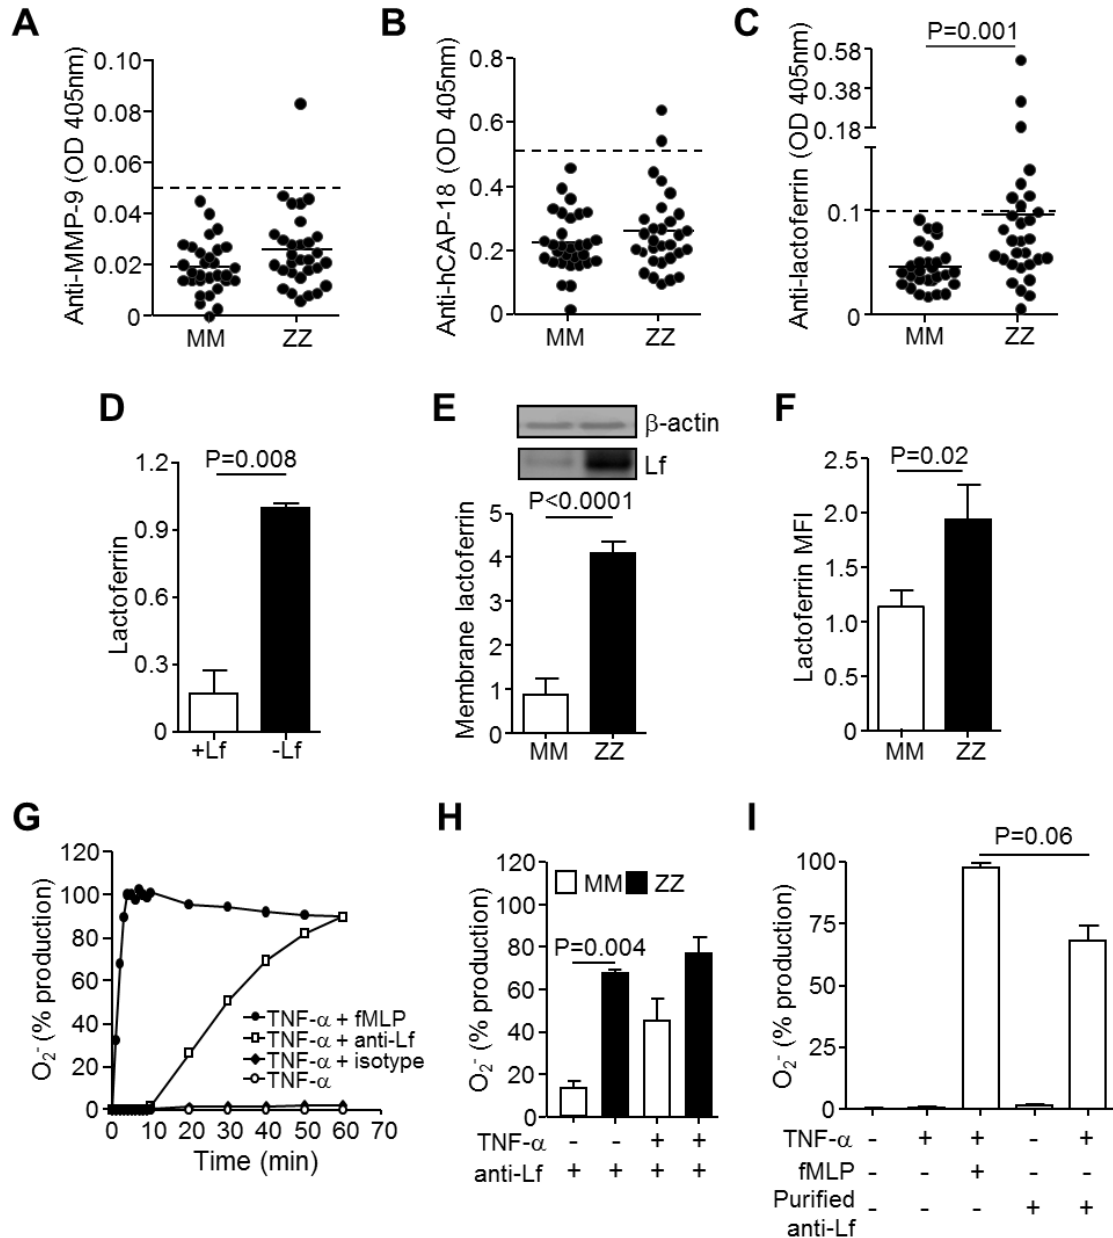 A
Anti-MMP-9 (OD 405nm)
0.10
0.08
0.06
0.04
0.02
0
MM ZZ
B
Anti-hCAP-18 (OD 405nm)
0.8
0.6
0.4
0.2
0
MM ZZ
C
P=0.001
Anti-lactoferrin (OD 405nm)
0.58
0.38
0.18
0.1
0
MM ZZ
D
P=0.008
Lactoferrin
1.2
0.9
0.6
0.3
0
+Lf -Lf
E
β-actin
Lf
P<0.0001
Membrane lactoferrin
5
4
3
2
1
0
MM ZZ
F
P=0.02
Lactoferrin MFI
2.5
2.0
1.5
1.0
0.5
0
MM ZZ
G
O₂⁻ (% production)
120
100
80
60
40
20
0
TNF-α + fMLP
TNF-α + anti-Lf
TNF-α + isotype
TNF-α
0 10 20 30 40 50 60 70
Time (min)
H
O₂⁻ (% production)
120
100
80
60
40
20
0
MM ZZ
P=0.004
TNF-α - - + +
anti-Lf + + + +
I
P=0.06
O₂⁻ (% production)
100
75
50
25
0
TNF-α - + + - +
fMLP - - + - -
Purified
anti-Lf - - - + +